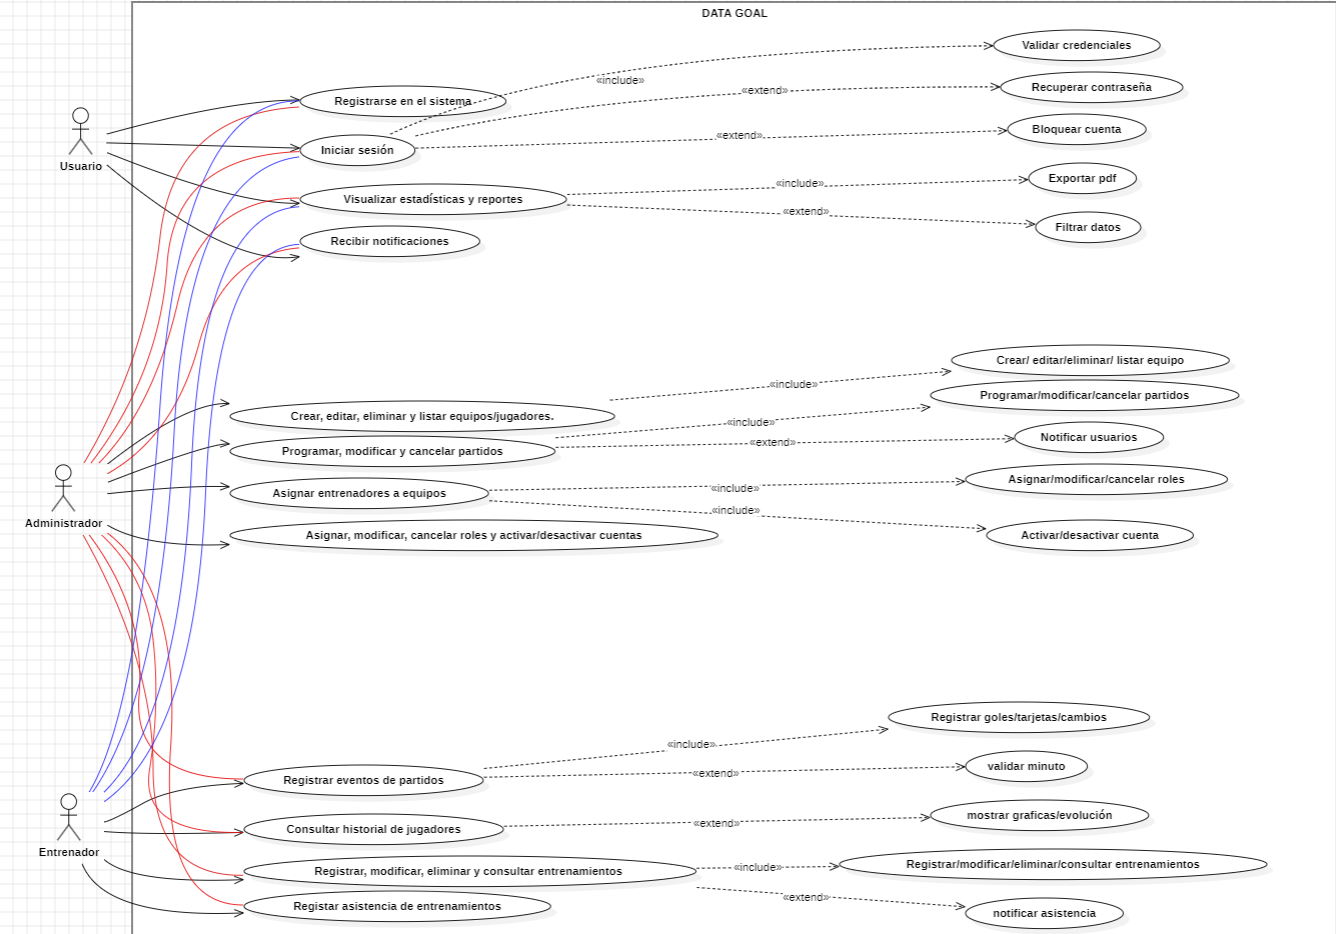 DATA GOAL
Validar credenciales
«include»
Recuperar contraseña
«extend»
Registrarse en el sistema
Bloquear cuenta
«extend»
Iniciar sesión
Usuario
Exportar pdf
«include»
Visualizar estadísticas y reportes
«extend»
Filtrar datos
Recibir notificaciones
Crear/ editar/eliminar/ listar equipo
«include»
Programar/modificar/cancelar partidos
Crear, editar, eliminar y listar equipos/jugadores.
«include»
Notificar usuarios
«extend»
Programar, modificar y cancelar partidos
Asignar/modificar/cancelar roles
«include»
Asignar entrenadores a equipos
«include»
Administrador
Asignar, modificar, cancelar roles y activar/desactivar cuentas
Activar/desactivar cuenta
Registrar goles/tarjetas/cambios
«include»
validar minuto
«extend»
Registrar eventos de partidos
mostrar graficas/evolución
«extend»
Consultar historial de jugadores
Entrenador
Registrar/modificar/eliminar/consultar entrenamientos
«include»
Registrar, modificar, eliminar y consultar entrenamientos
«extend»
Registar asistencia de entrenamientos
notificar asistencia